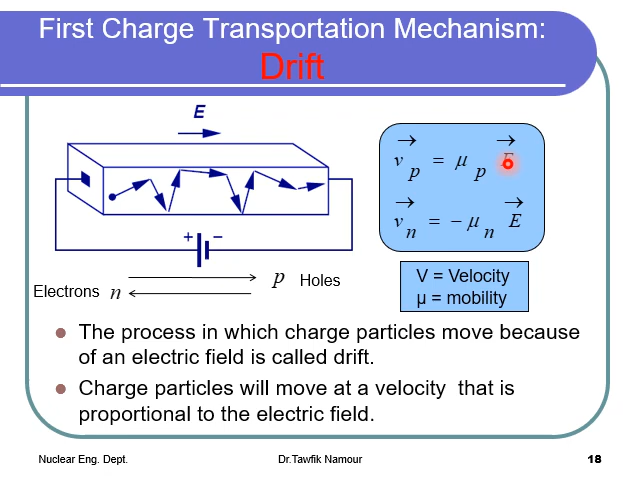 First Charge Transportation Mechanism:
Drift
E
+ −
Electrons n
p Holes
v p = μ p E
v n = − μ n E
V = Velocity
μ = mobility
The process in which charge particles move because
of an electric field is called drift.
Charge particles will move at a velocity that is
proportional to the electric field.
Nuclear Eng. Dept. Dr.Tawfik Namour 18